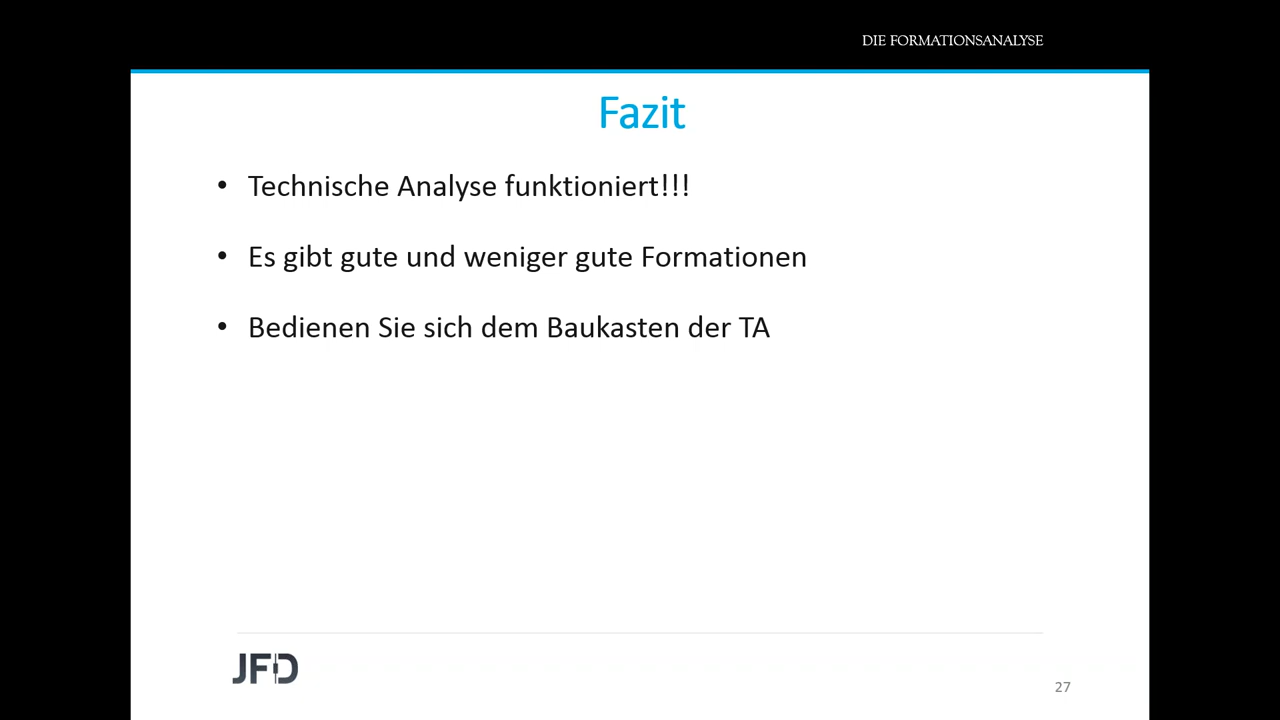 DIE FORMATIONSANALYSE
Fazit
• Technische Analyse funktioniert!!!
• Es gibt gute und weniger gute Formationen
• Bedienen Sie sich dem Baukasten der TA
JFD
27